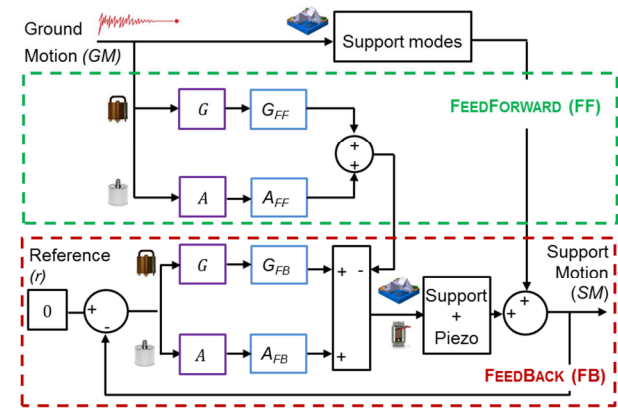 Ground
Motion (GM)
Support modes
FEEDFORWARD (FF)
G
G_FF
+
+
A
A_FF
Reference
(r)
0
+
-
G
G_FB
+ -
A
A_FB
+
Support
+
Piezo
+
+
Support
Motion
(SM)
FEEDBACK (FB)